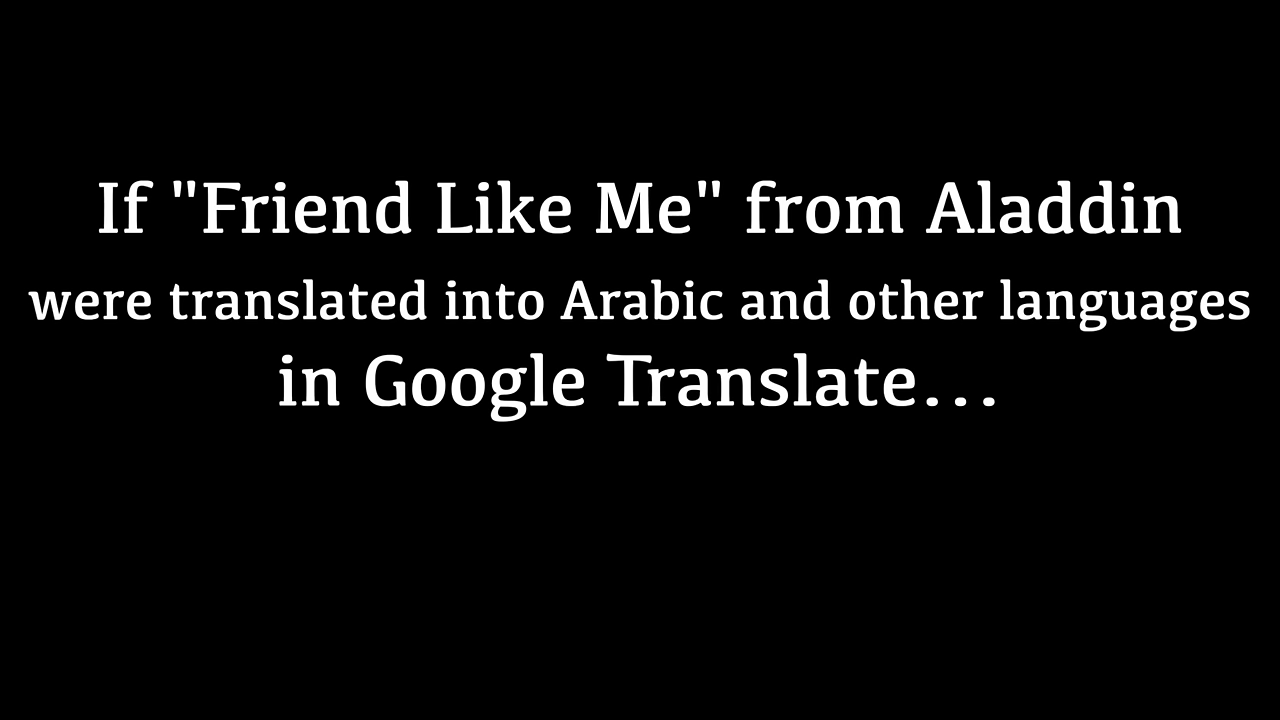 If "Friend Like Me" from Aladdin
were translated into Arabic and other languages
in Google Translate...